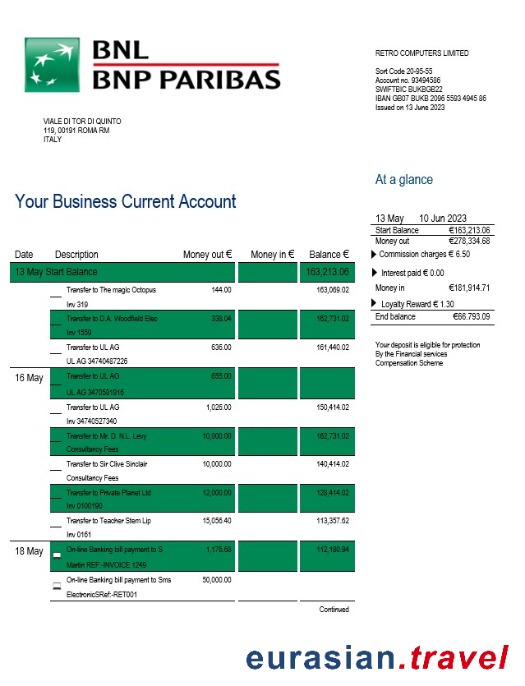 BNL
BNP PARIBAS
RETRO COMPUTERS LIMITED
Sort Code 20-95-55
Account no. 93494586
SWIFTBIC BUKBGB22
IBAN GB07 BUKB 2096 5593 4945 86
Issued on 13 June 2023
VIALE DI TOR DI QUINTO
119, 00191 ROMA RM
ITALY
At a glance
Your Business Current Account
13 May 10 Jun 2023
Start Balance €163,213.06
Money out €278,334.68
Commission charges € 6.50
Interest paid € 0.00
Money in €181,914.71
Loyalty Reward € 1.30
End balance €66.793.09
Your deposit is eligible for protection
By the Financial services
Compensation Scheme
Date Description Money out € Money in € Balance €
13 May Start Balance 163,213.06
Transfer to The magic Octopus 144.00 163,069.02
Inv 319
Transfer to D.A. Woodfield Elec 338.04 162,731.02
Inv 1559
Transfer to UL AG 636.00 161,440.02
UL AG 34740487226
16 May Transfer to UL AG 655.00
UL AG 3470591916
Transfer to UL AG 1,026.00 150,414.02
Inv 34740527340
Transfer to Mr. D. N.L. Levy 10,000.00 162,731.02
Consultancy Fees
Transfer to Sir Clive Sinclair 10,000.00 140,414.02
Consultancy Fees
Transfer to Private Planet Ltd 12,000.00 128,414.02
Inv 0100190
Transfer to Teacher Stem Lip 15,056.40 113,357.62
Inv 0161
18 May On-line Banking bill payment to S 1,176.68 112,180.94
Martin REF:-INVOICE 1249
On-line Banking bill payment to Sms 50,000.00
ElectronicSRef:-RET001
Continued
eurasian.travel